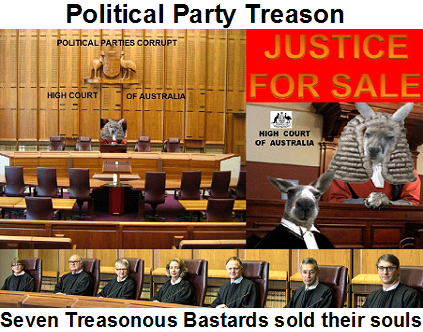 Political Party Treason
POLITICAL PARTIES CORRUPT
HIGH COURT OF AUSTRALIA
JUSTICE
FOR SALE
HIGH COURT
OF AUSTRALIA
Seven Treasonous Bastards sold their souls